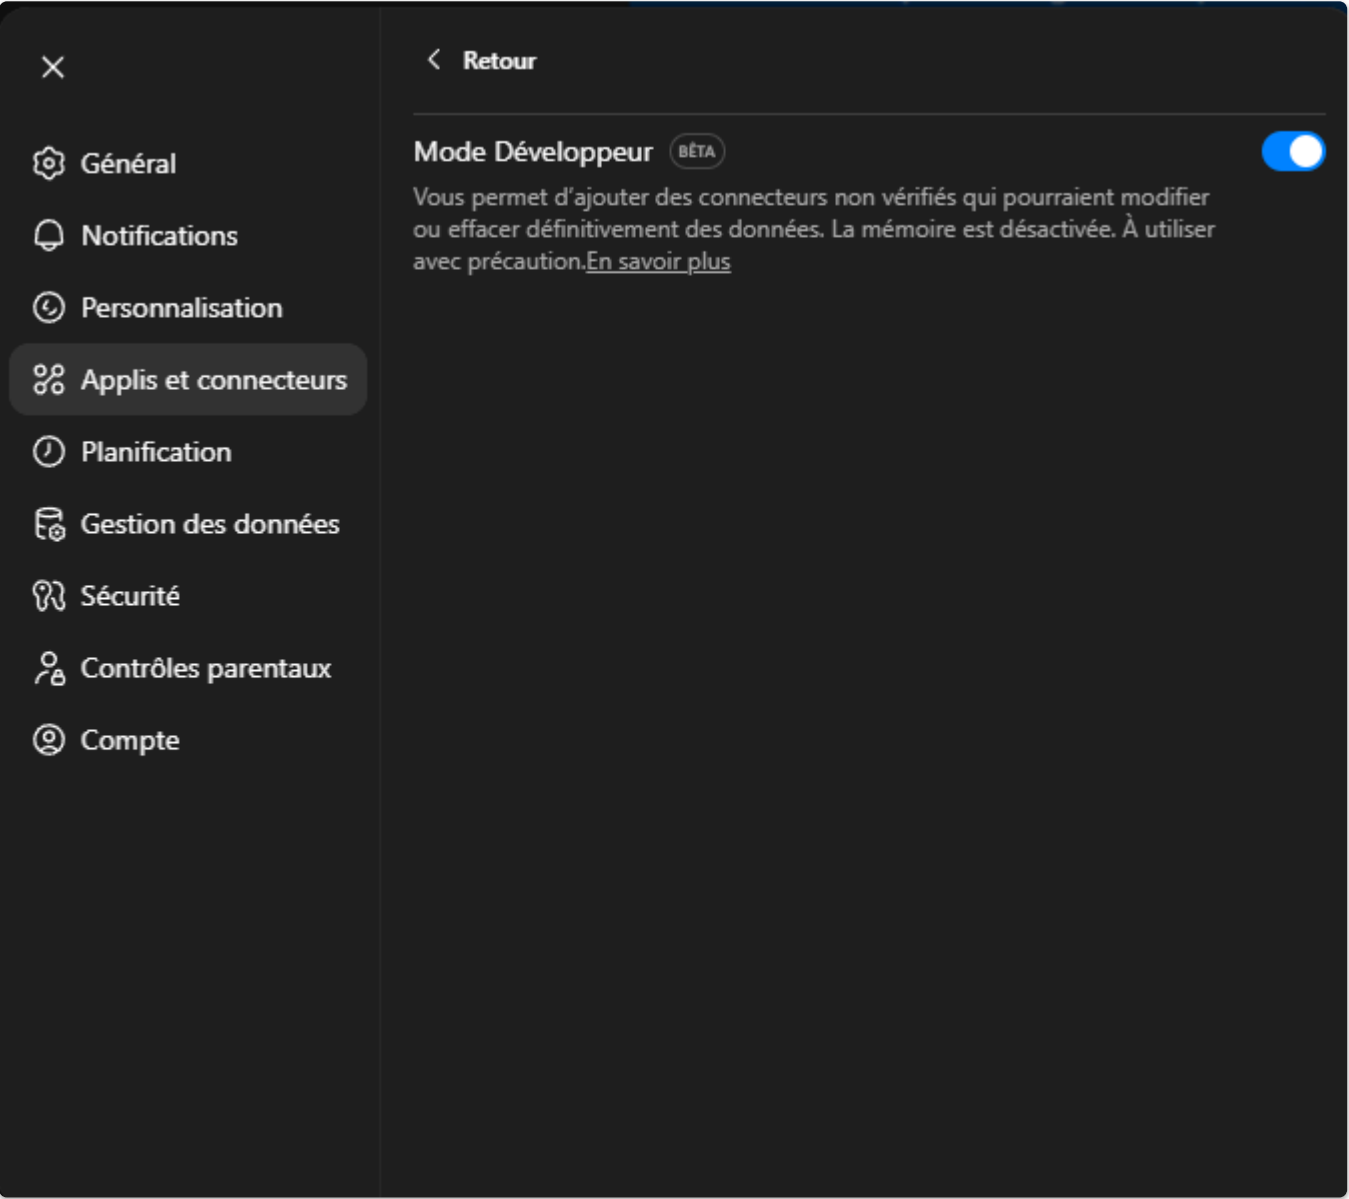 Retour
Mode Développeur BÊTA
Vous permet d'ajouter des connecteurs non vérifiés qui pourraient modifier
ou effacer définitivement des données. La mémoire est désactivée. À utiliser
avec précaution.En savoir plus
Général
Notifications
Personnalisation
Applis et connecteurs
Planification
Gestion des données
Sécurité
Contrôles parentaux
Compte